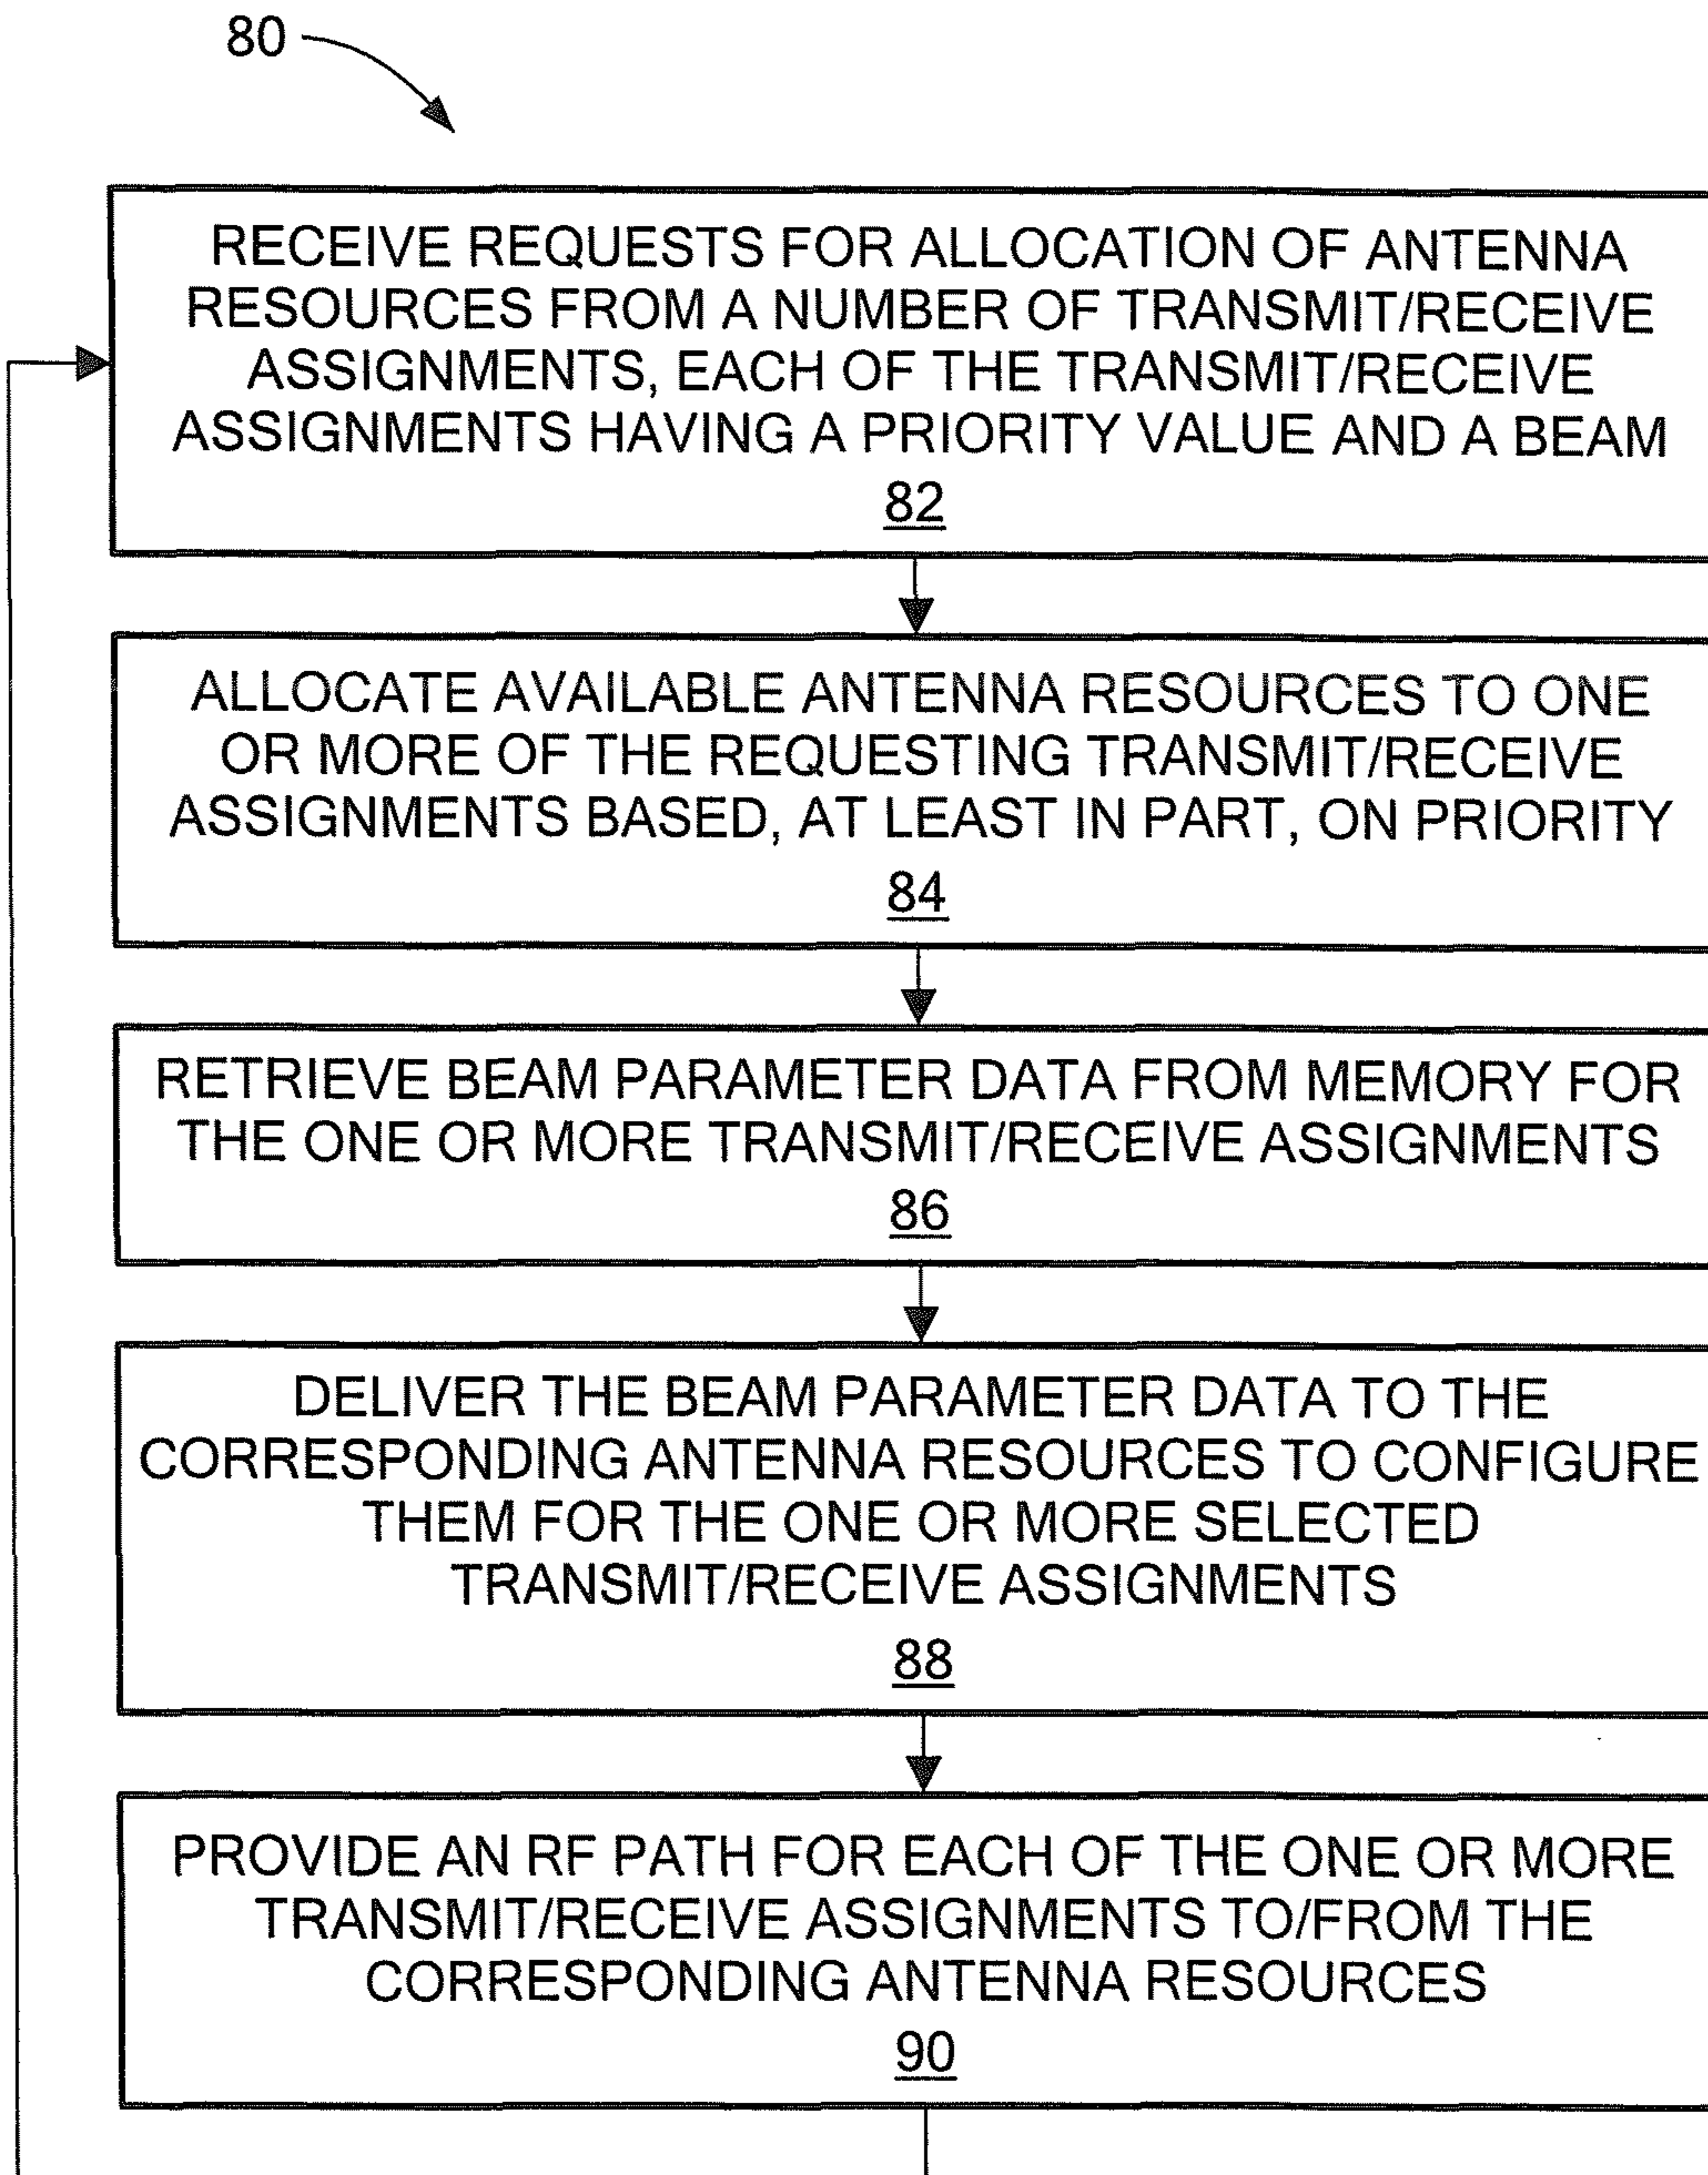 80
RECEIVE REQUESTS FOR ALLOCATION OF ANTENNA
RESOURCES FROM A NUMBER OF TRANSMIT/RECEIVE
ASSIGNMENTS, EACH OF THE TRANSMIT/RECEIVE
ASSIGNMENTS HAVING A PRIORITY VALUE AND A BEAM
82
ALLOCATE AVAILABLE ANTENNA RESOURCES TO ONE
OR MORE OF THE REQUESTING TRANSMIT/RECEIVE
ASSIGNMENTS BASED, AT LEAST IN PART, ON PRIORITY
84
RETRIEVE BEAM PARAMETER DATA FROM MEMORY FOR
THE ONE OR MORE TRANSMIT/RECEIVE ASSIGNMENTS
86
DELIVER THE BEAM PARAMETER DATA TO THE
CORRESPONDING ANTENNA RESOURCES TO CONFIGURE
THEM FOR THE ONE OR MORE SELECTED
TRANSMIT/RECEIVE ASSIGNMENTS
88
PROVIDE AN RF PATH FOR EACH OF THE ONE OR MORE
TRANSMIT/RECEIVE ASSIGNMENTS TO/FROM THE
CORRESPONDING ANTENNA RESOURCES
90